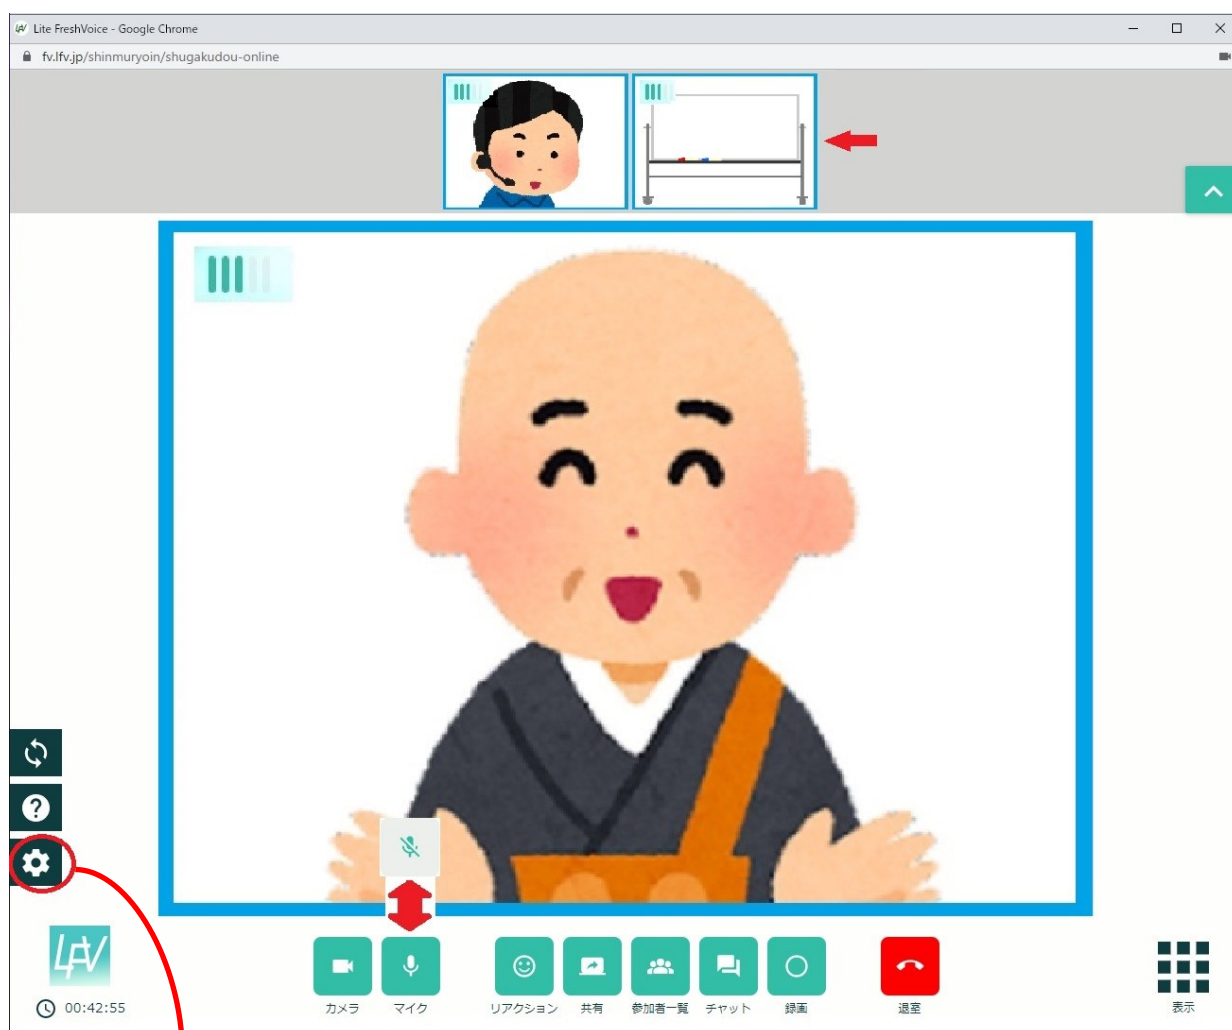 Lite FreshVoice - Google Chrome
fv.lfv.jp/shinmuryoin/shugakudou-online
LFV
00:42:55
カメラ
マイク
リアクション
共有
参加者一覧
チャット
録画
退室
表示